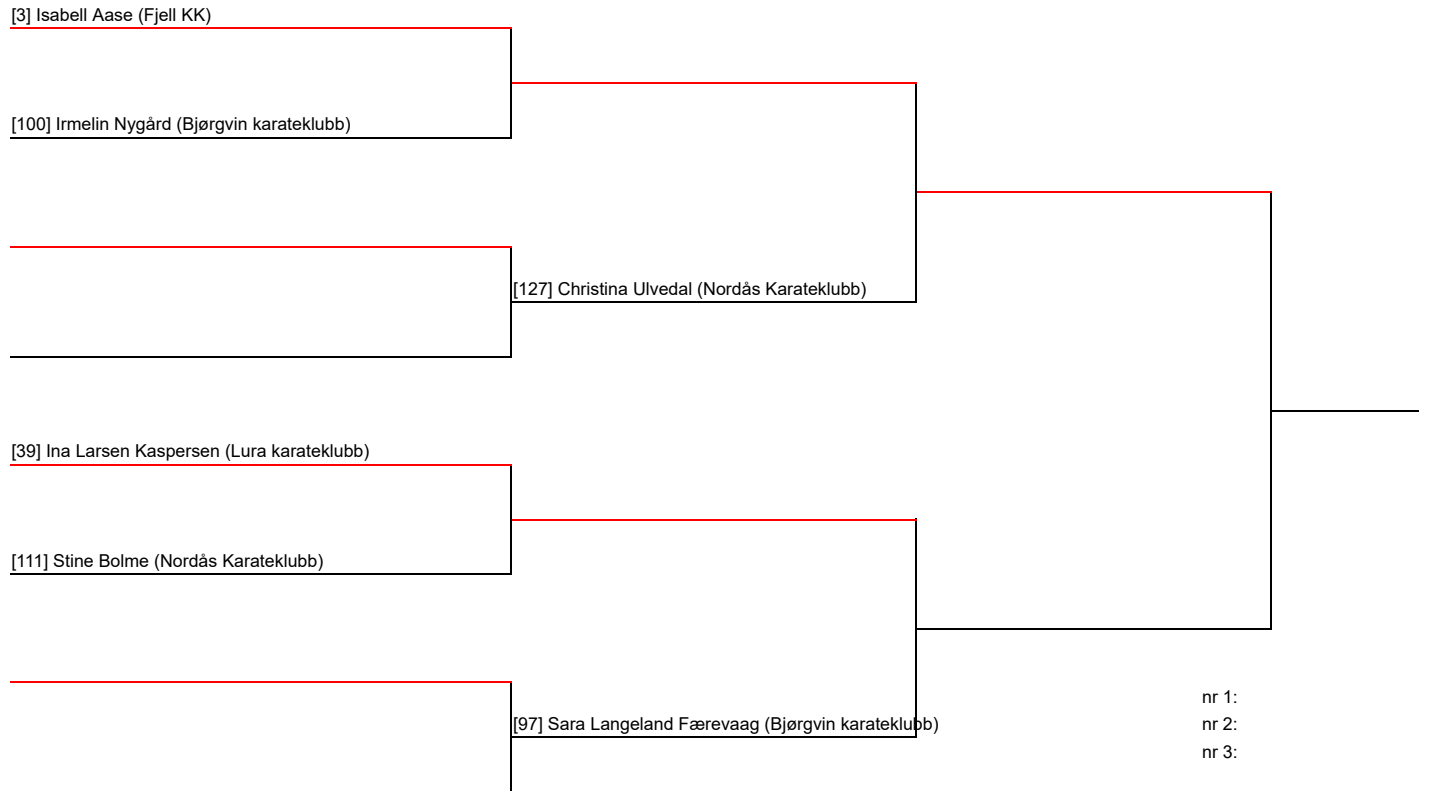 [3] Isabell Aase (Fjell KK)
[100] Irmelin Nygård (Bjørgvin karateklubb)
[127] Christina Ulvedal (Nordås Karateklubb)
[39] Ina Larsen Kaspersen (Lura karateklubb)
[111] Stine Bolme (Nordås Karateklubb)
[97] Sara Langeland Færevaag (Bjørgvin karateklubb)
nr 1:
nr 2:
nr 3: